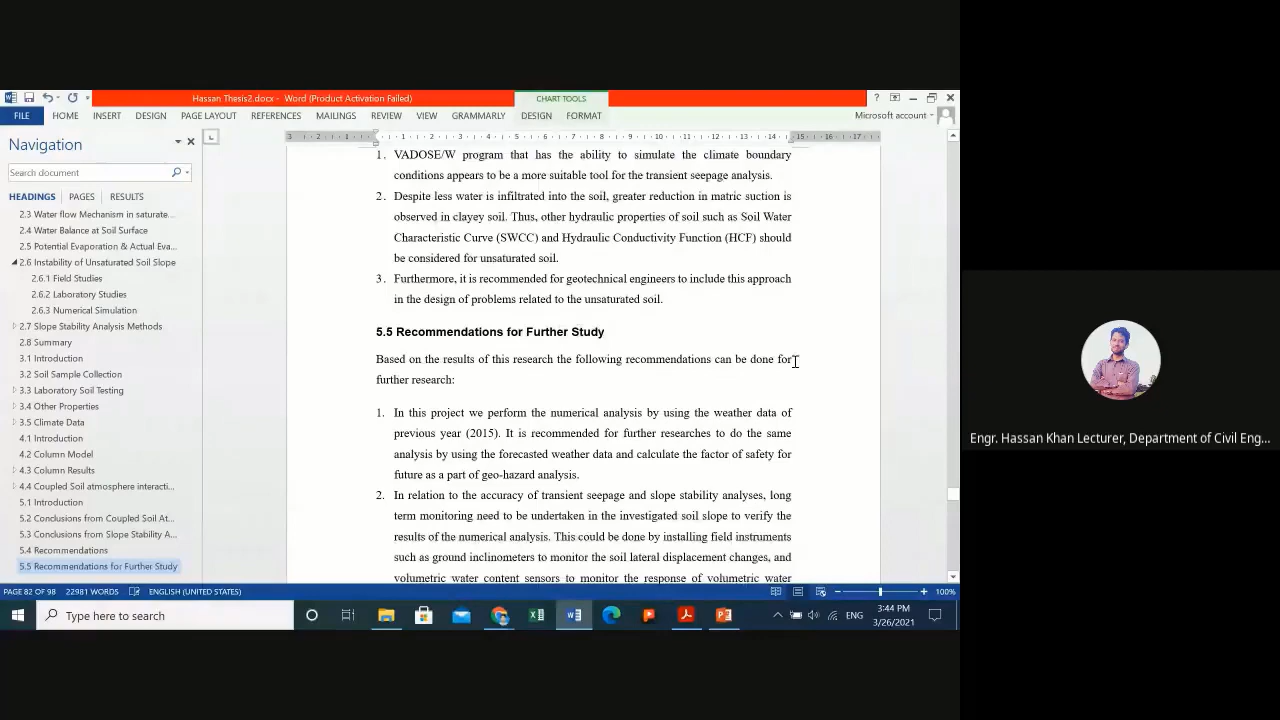 Hassan Thesis2.docx - Word (Product Activation Failed)
CHART TOOLS
?
FILE HOME INSERT DESIGN PAGE LAYOUT REFERENCES MAILINGS REVIEW VIEW GRAMMARLY DESIGN FORMAT Microsoft account
Navigation
Search document
HEADINGS PAGES RESULTS
2.3 Water flow Mechanism in saturate...
2.4 Water Balance at Soil Surface
2.5 Potential Evaporation & Actual Eva...
2.6 Instability of Unsaturated Soil Slope
2.6.1 Field Studies
2.6.2 Laboratory Studies
2.6.3 Numerical Simulation
2.7 Slope Stability Analysis Methods
2.8 Summary
3.1 Introduction
3.2 Soil Sample Collection
3.3 Laboratory Soil Testing
3.4 Other Properties
3.5 Climate Data
4.1 Introduction
4.2 Column Model
4.3 Column Results
4.4 Coupled Soil atmosphere interacti...
5.1 Introduction
5.2 Conclusions from Coupled Soil At...
5.3 Conclusions from Slope Stability A...
5.4 Recommendations
5.5 Recommendations for Further Study
3 2 1 1 2 3 4 5 6 7 8 9 10 11 12 13 14 15 16 17
1. VADOSE/W program that has the ability to simulate the climate boundary
conditions appears to be a more suitable tool for the transient seepage analysis.
2. Despite less water is infiltrated into the soil, greater reduction in matric suction is
observed in clayey soil. Thus, other hydraulic properties of soil such as Soil Water
Characteristic Curve (SWCC) and Hydraulic Conductivity Function (HCF) should
be considered for unsaturated soil.
3. Furthermore, it is recommended for geotechnical engineers to include this approach
in the design of problems related to the unsaturated soil.
5.5 Recommendations for Further Study
Based on the results of this research the following recommendations can be done for
further research:
1. In this project we perform the numerical analysis by using the weather data of
previous year (2015). It is recommended for further researches to do the same
analysis by using the forecasted weather data and calculate the factor of safety for
future as a part of geo-hazard analysis.
2. In relation to the accuracy of transient seepage and slope stability analyses, long
term monitoring need to be undertaken in the investigated soil slope to verify the
results of the numerical analysis. This could be done by installing field instruments
such as ground inclinometers to monitor the soil lateral displacement changes, and
volumetric water content sensors to monitor the response of volumetric water
PAGE 82 OF 98 22981 WORDS ENGLISH (UNITED STATES) 100%
Type here to search
ENG
3:44 PM
3/26/2021
Engr. Hassan Khan Lecturer, Department of Civil Eng...